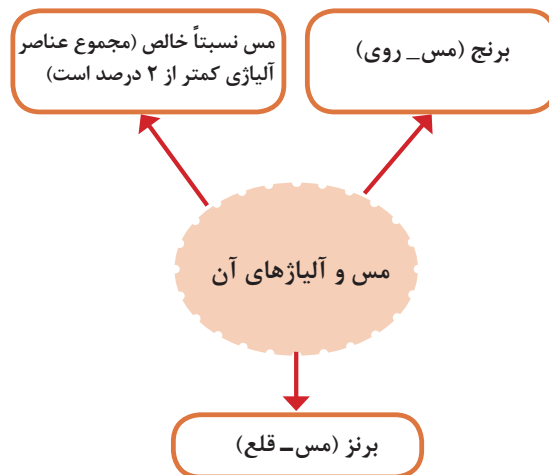 برنج (مس_ روی)
مس نسبتاً خالص (مجموع عناصر
آلیاژی کمتر از ۲ درصد است)
مس و آلیاژهای آن
برنز (مس_ قلع)